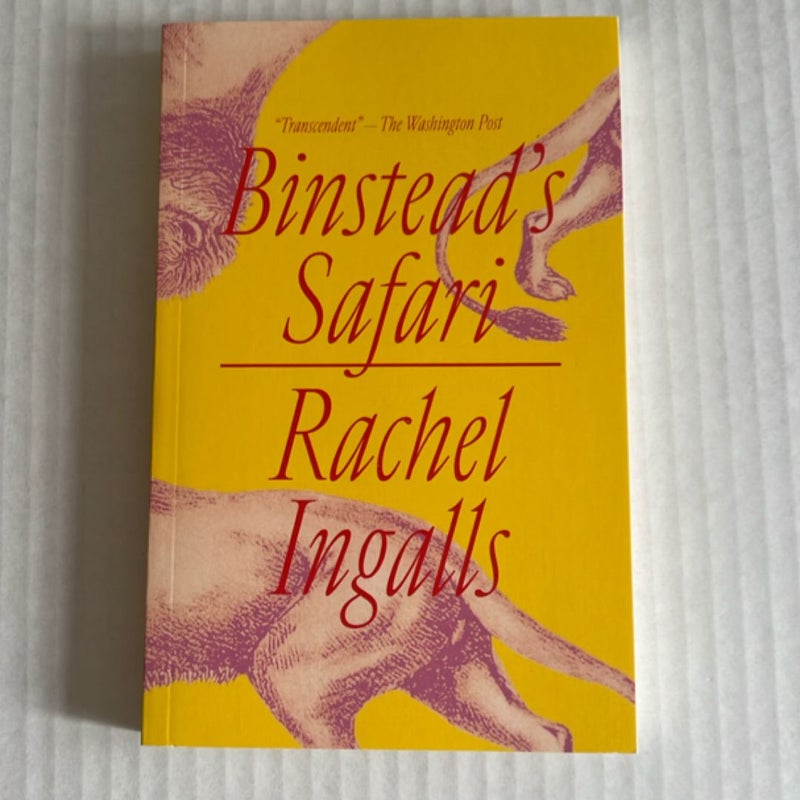 “Transcendent” — The Washington Post
Binstead’s
Safari
Rachel
Ingalls